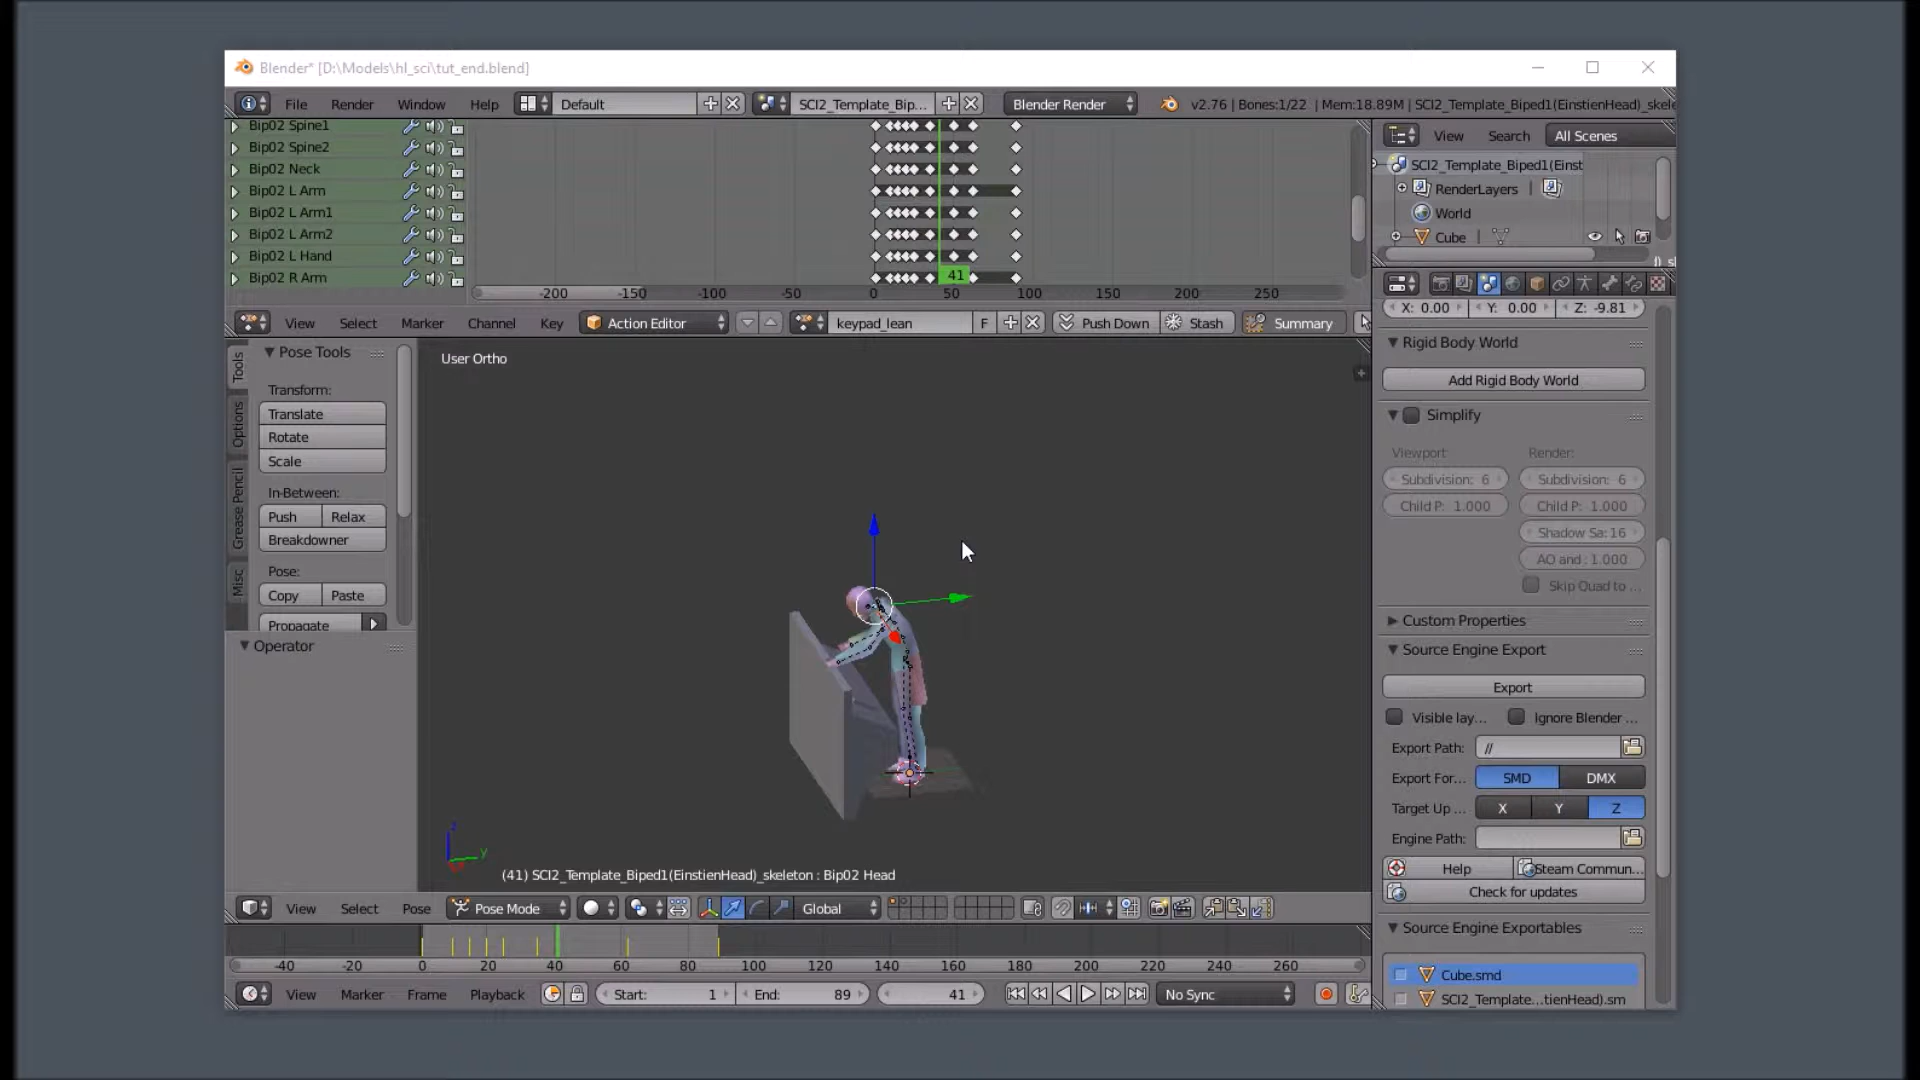 Blender* [D:\Models\hl_sci\tut_end.blend]
File Render Window Help Default SCI2_Template_Bip... Blender Render v2.76 | Bones:1/22 | Mem:18.89M | SCI2_Template_Biped1(EinstienHead)_skele
Bip02 Spine1
Bip02 Spine2
Bip02 Neck
Bip02 L Arm
Bip02 L Arm1
Bip02 L Arm2
Bip02 L Hand
Bip02 R Arm
41
-200 -150 -100 -50 0 50 100 150 200 250
View Select Marker Channel Key Action Editor keypad_lean F Push Down Stash Summary
View Search All Scenes
SCI2_Template_Biped1(Einst
RenderLayers |
World
Cube |
X: 0.00 Y: 0.00 Z: -9.81
Rigid Body World
Add Rigid Body World
Simplify
Viewport: Render:
Subdivision: 6 Subdivision: 6
Child P: 1.000 Child P: 1.000
Shadow Sa: 16
AO and : 1.000
Skip Quad to ...
Custom Properties
Source Engine Export
Export
Visible lay... Ignore Blender ...
Export Path: //
Export For... SMD DMX
Target Up ... X Y Z
Engine Path:
Help Steam Commun...
Check for updates
Source Engine Exportables
Cube.smd
SCI2_Template...tienHead).sm
Tools
Options
Grease Pencil
Misc
Pose Tools
Transform:
Translate
Rotate
Scale
In-Between:
Push Relax
Breakdowner
Pose:
Copy Paste
Propagate
Operator
User Ortho
z
y
(41) SCI2_Template_Biped1(EinstienHead)_skeleton : Bip02 Head
View Select Pose Pose Mode Global
-40 -20 0 20 40 60 80 100 120 140 160 180 200 220 240 260
View Marker Frame Playback Start: 1 End: 89 41 No Sync